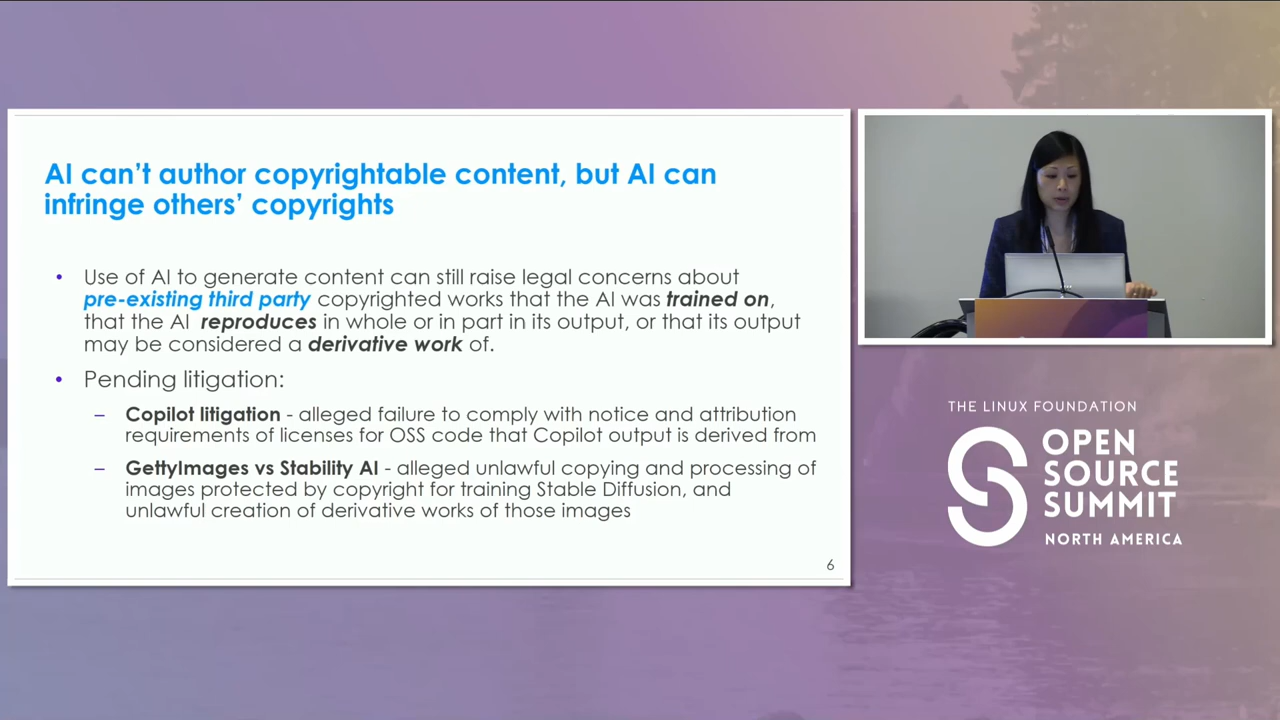 AI can't author copyrightable content, but AI can
infringe others' copyrights
• Use of AI to generate content can still raise legal concerns about
pre-existing third party copyrighted works that the AI was trained on,
that the AI reproduces in whole or in part in its output, or that its output
may be considered a derivative work of.
• Pending litigation:
– Copilot litigation - alleged failure to comply with notice and attribution
requirements of licenses for OSS code that Copilot output is derived from
– GettyImages vs Stability AI - alleged unlawful copying and processing of
images protected by copyright for training Stable Diffusion, and
unlawful creation of derivative works of those images
6
THE LINUX FOUNDATION
OPEN
SOURCE
SUMMIT
NORTH AMERICA